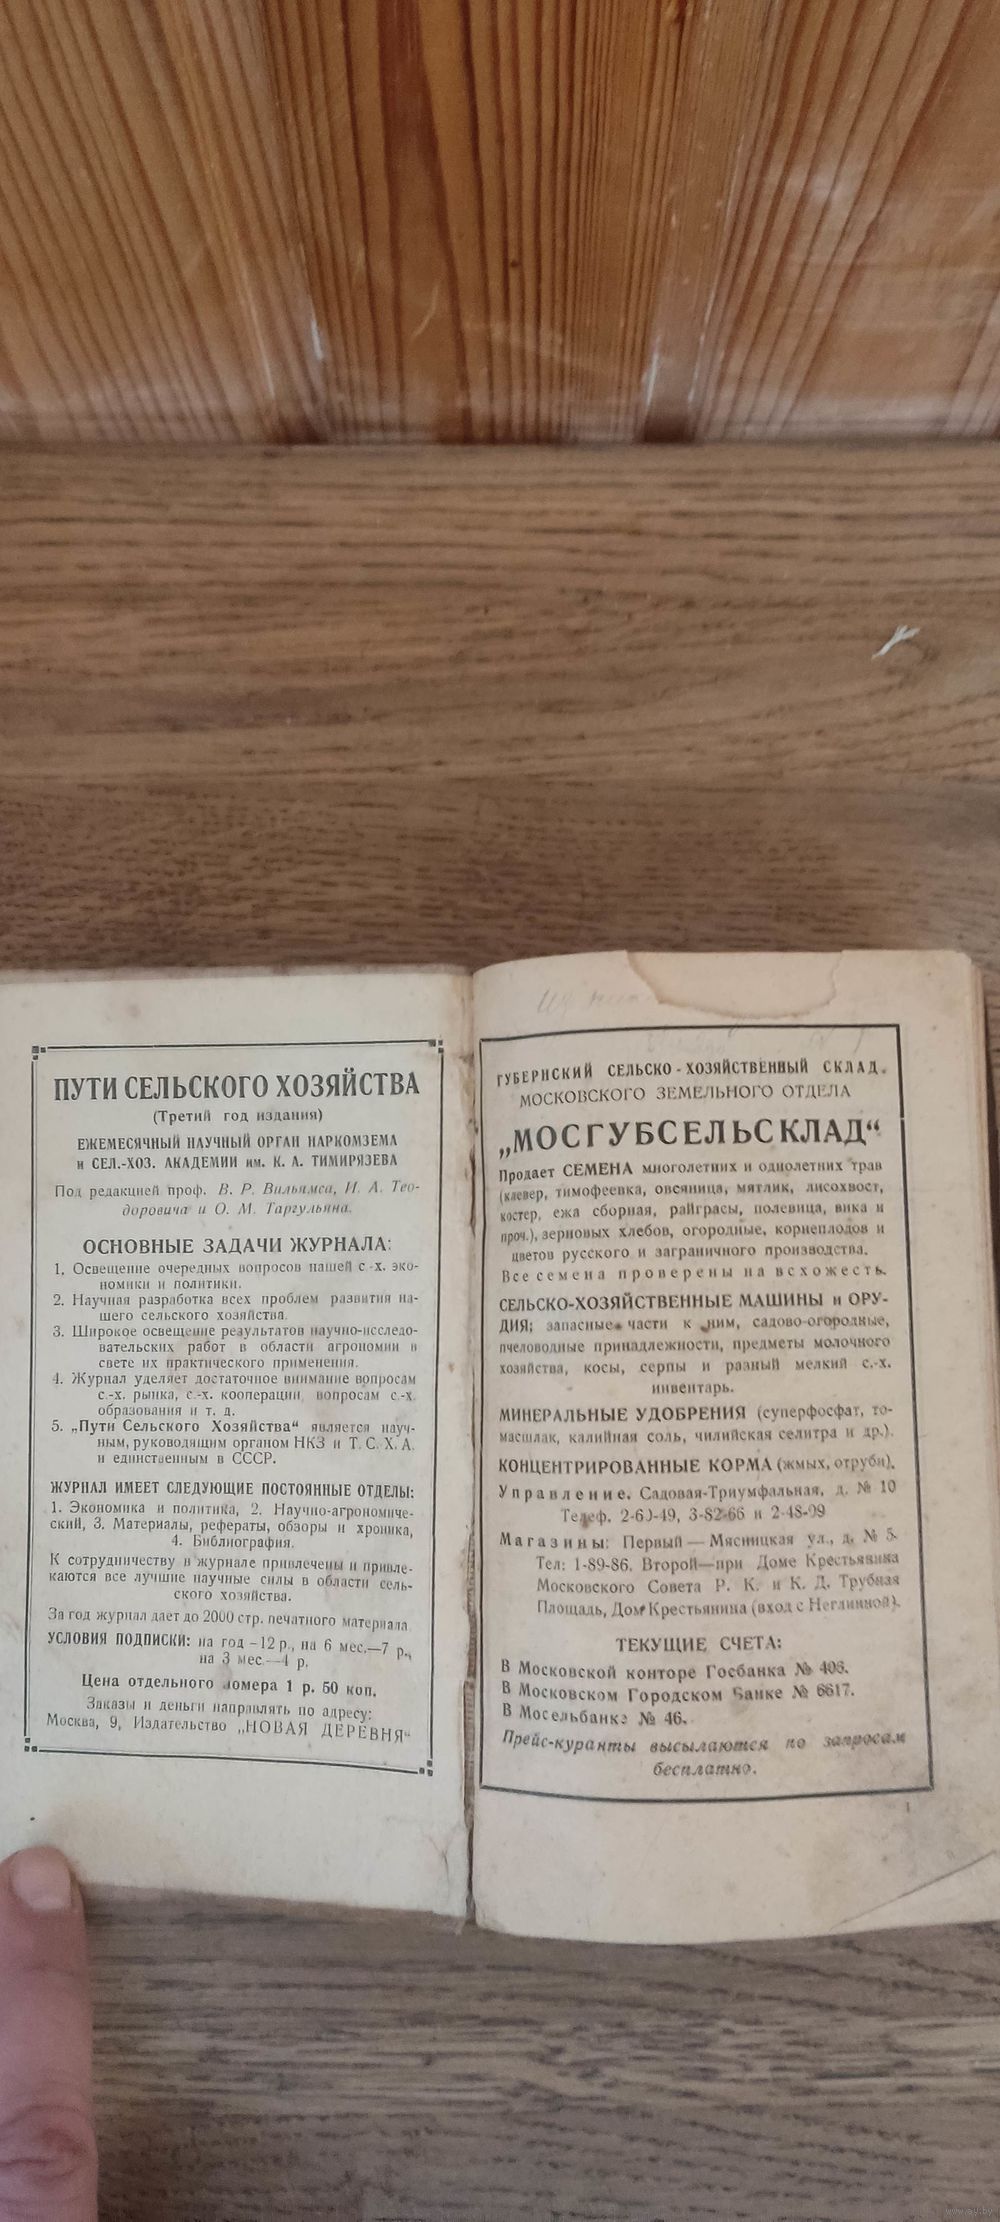 ПУТИ СЕЛЬСКОГО ХОЗЯЙСТВА
(Третий год издания)
ЕЖЕМЕСЯЧНЫЙ НАУЧНЫЙ ОРГАН НАРКОМЗЕМА
и СЕЛ.-ХОЗ. АКАДЕМИИ им. К. А. ТИМИРЯЗЕВА
Под редакцией проф. В. Р. Вильямса, И. А. Тео-
доровича и О. М. Таргульяна.
ОСНОВНЫЕ ЗАДАЧИ ЖУРНАЛА:
1. Освещение очередных вопросов нашей с.-х. эко-
номики и политики.
2. Научная разработка всех проблем развития на-
шего сельского хозяйства.
3. Широкое освещение результатов научно-исследо-
вательских работ в области агрономии в
свете их практического применения.
4. Журнал уделяет достаточное внимание вопросам
с.-х. рынка, с.-х. кооперации, вопросам с.-х.
образования и т. д.
5. „Пути Сельского Хозяйства“ является науч-
ным, руководящим органом НКЗ и Т. С. Х. А.
и единственным в СССР.
ЖУРНАЛ ИМЕЕТ СЛЕДУЮЩИЕ ПОСТОЯННЫЕ ОТДЕЛЫ:
1. Экономика и политика, 2. Научно-агрономиче-
ский, 3. Материалы, рефераты, обзоры и хроника,
4. Библиография.
К сотрудничеству в журнале привлечены и привле-
каются все лучшие научные силы в области сель-
ского хозяйства.
За год журнал дает до 2000 стр. печатного материала.
УСЛОВИЯ ПОДПИСКИ: на год —12 р., на 6 мес.—7 р.,
на 3 мес.—4 р.
Цена отдельного номера 1 р. 50 коп.
Заказы и деньги направлять по адресу:
Москва, 9, Издательство „НОВАЯ ДЕРЕВНЯ“
ГУБЕРНСКИЙ СЕЛЬСКО-ХОЗЯЙСТВЕННЫЙ СКЛАД
МОСКОВСКОГО ЗЕМЕЛЬНОГО ОТДЕЛА
„МОСГУБСЕЛЬСКЛАД“
Продает СЕМЕНА многолетних и однолетних трав
(клевер, тимофеевка, овсяница, мятлик, лисохвост,
костер, ежа сборная, райграсы, полевица, вика и
проч.), зерновых хлебов, огородные, корнеплодов и
цветов русского и заграничного производства.
Все семена проверены на всхожесть.
СЕЛЬСКО-ХОЗЯЙСТВЕННЫЕ МАШИНЫ и ОРУ-
ДИЯ; запасные части к ним, садово-огородные,
пчеловодные принадлежности, предметы молочного
хозяйства, косы, серпы и разный мелкий с.-х.
инвентарь.
МИНЕРАЛЬНЫЕ УДОБРЕНИЯ (суперфосфат, то-
масшлак, калийная соль, чилийская селитра и др.).
КОНЦЕНТРИРОВАННЫЕ КОРМА (жмых, отруби).
Управление. Садовая-Триумфальная, д. № 10
Телеф. 2-60-49, 3-82-66 и 2-48-99
Магазины: Первый — Мясницкая ул., д. № 5.
Тел: 1-89-86. Второй—при Доме Крестьянина
Московского Совета Р. К. и К. Д. Трубная
Площадь, Дом Крестьянина (вход с Неглинной).
ТЕКУЩИЕ СЧЕТА:
В Московской конторе Госбанка № 406.
В Московском Городском Банке № 6617.
В Мосельбанке № 46.
Прейс-куранты высылаются по запросам
бесплатно.
1
www.ay.by